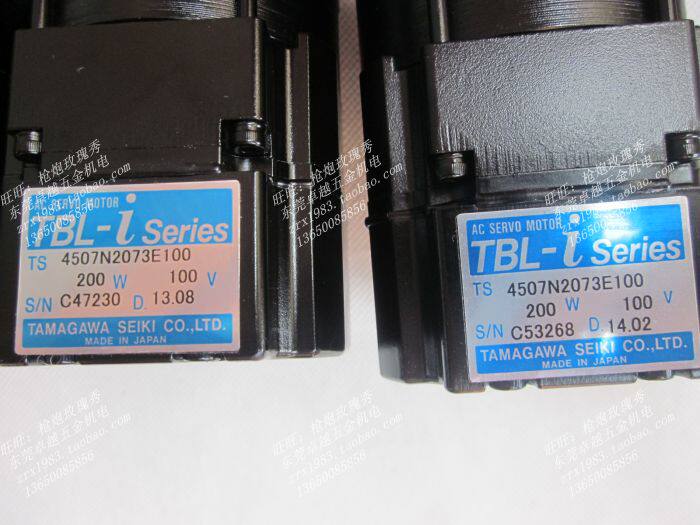 AC SERVO MOTOR
TBL-i Series
TS 4507N2073E100
200 W 100 V
S/N C47230 D. 13.08
TAMAGAWA SEIKI CO.,LTD.
MADE IN JAPAN
AC SERVO MOTOR
TBL-i Series
TS 4507N2073E100
200 W 100 V
S/N C53268 D. 14.02
TAMAGAWA SEIKI CO.,LTD.
MADE IN JAPAN
旺旺：枪炮玫瑰秀
东莞卓越五金机电
zrx1983.taobao.com
13650085856